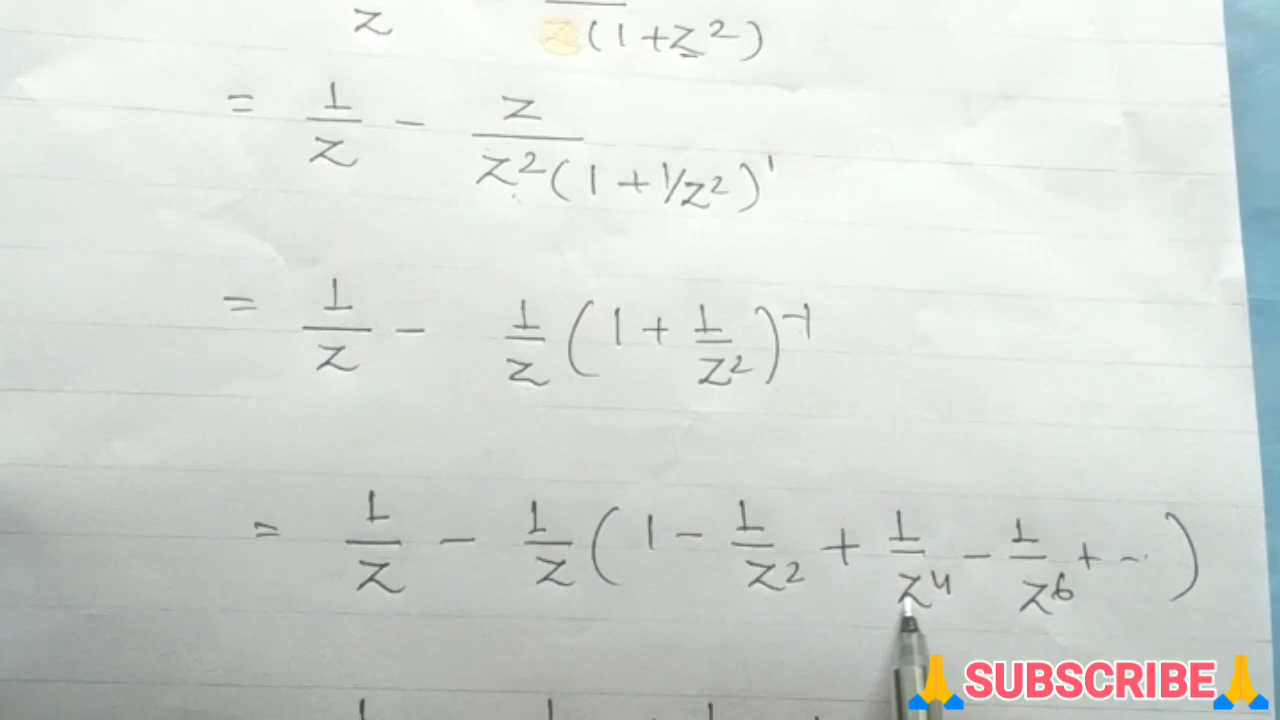 z z(1+z²)
= 1/z - z/z²(1+1/z²)¹
= 1/z - 1/z (1 + 1/z²)⁻¹
= 1/z - 1/z (1 - 1/z² + 1/z⁴ - 1/z⁶ + ...)
SUBSCRIBE